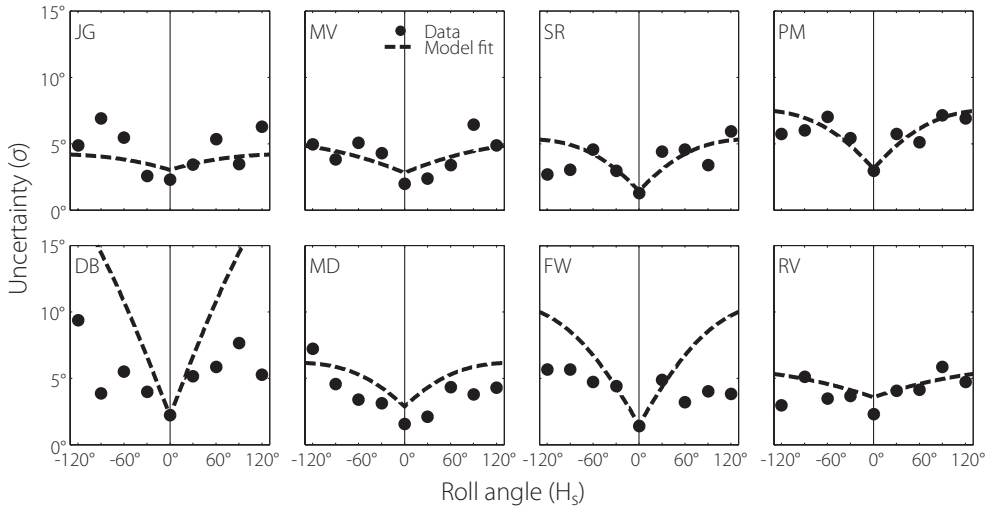 Uncertainty (σ)
15°
10°
5°
0°
JG
MV
Data
Model fit
SR
PM
15°
10°
5°
0°
DB
MD
FW
RV
-120° -60° 0° 60° 120°
-120° -60° 0° 60° 120°
-120° -60° 0° 60° 120°
-120° -60° 0° 60° 120°
Roll angle (Hs)